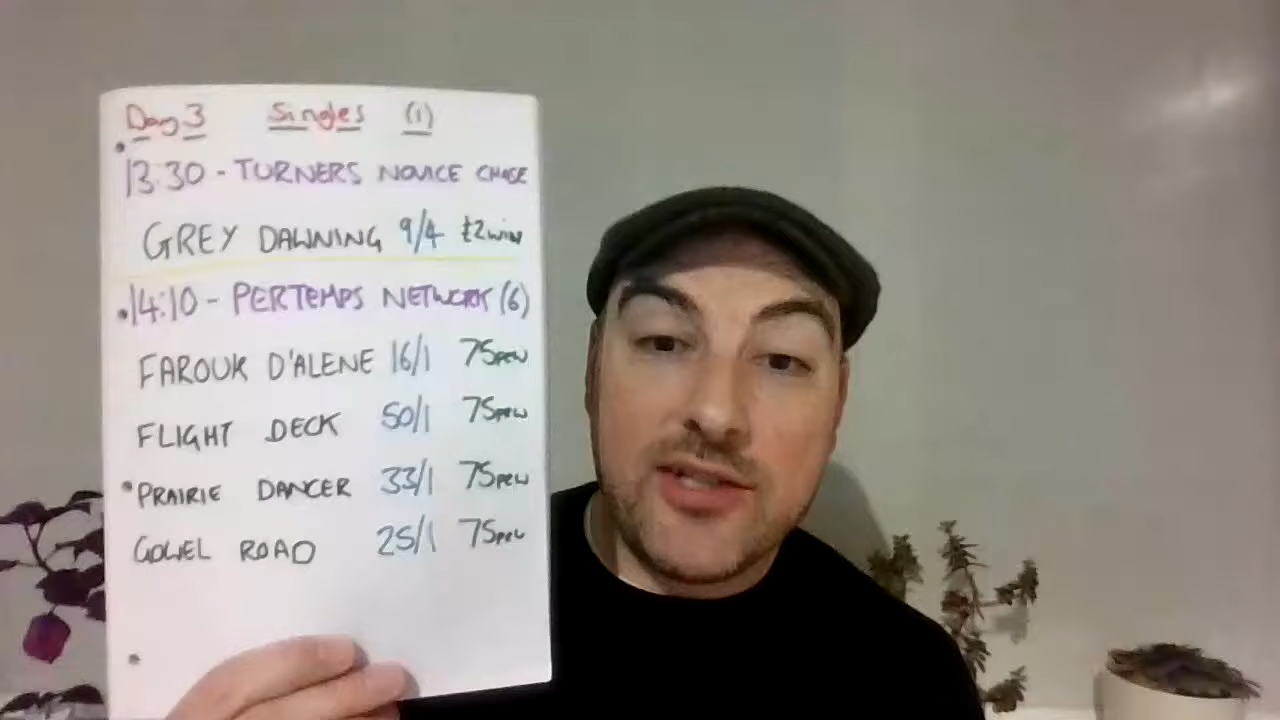 Day 3 Singles (1)
13:30 - TURNERS NOVICE CHASE
GREY DAWNING 9/4 £2 win
14:10 - PERTEMPS NETWORK (6)
FAROUK D'ALENE 16/1 75pew
FLIGHT DECK 50/1 75pew
PRAIRIE DANCER 33/1 75pew
GOWEL ROAD 25/1 75pew